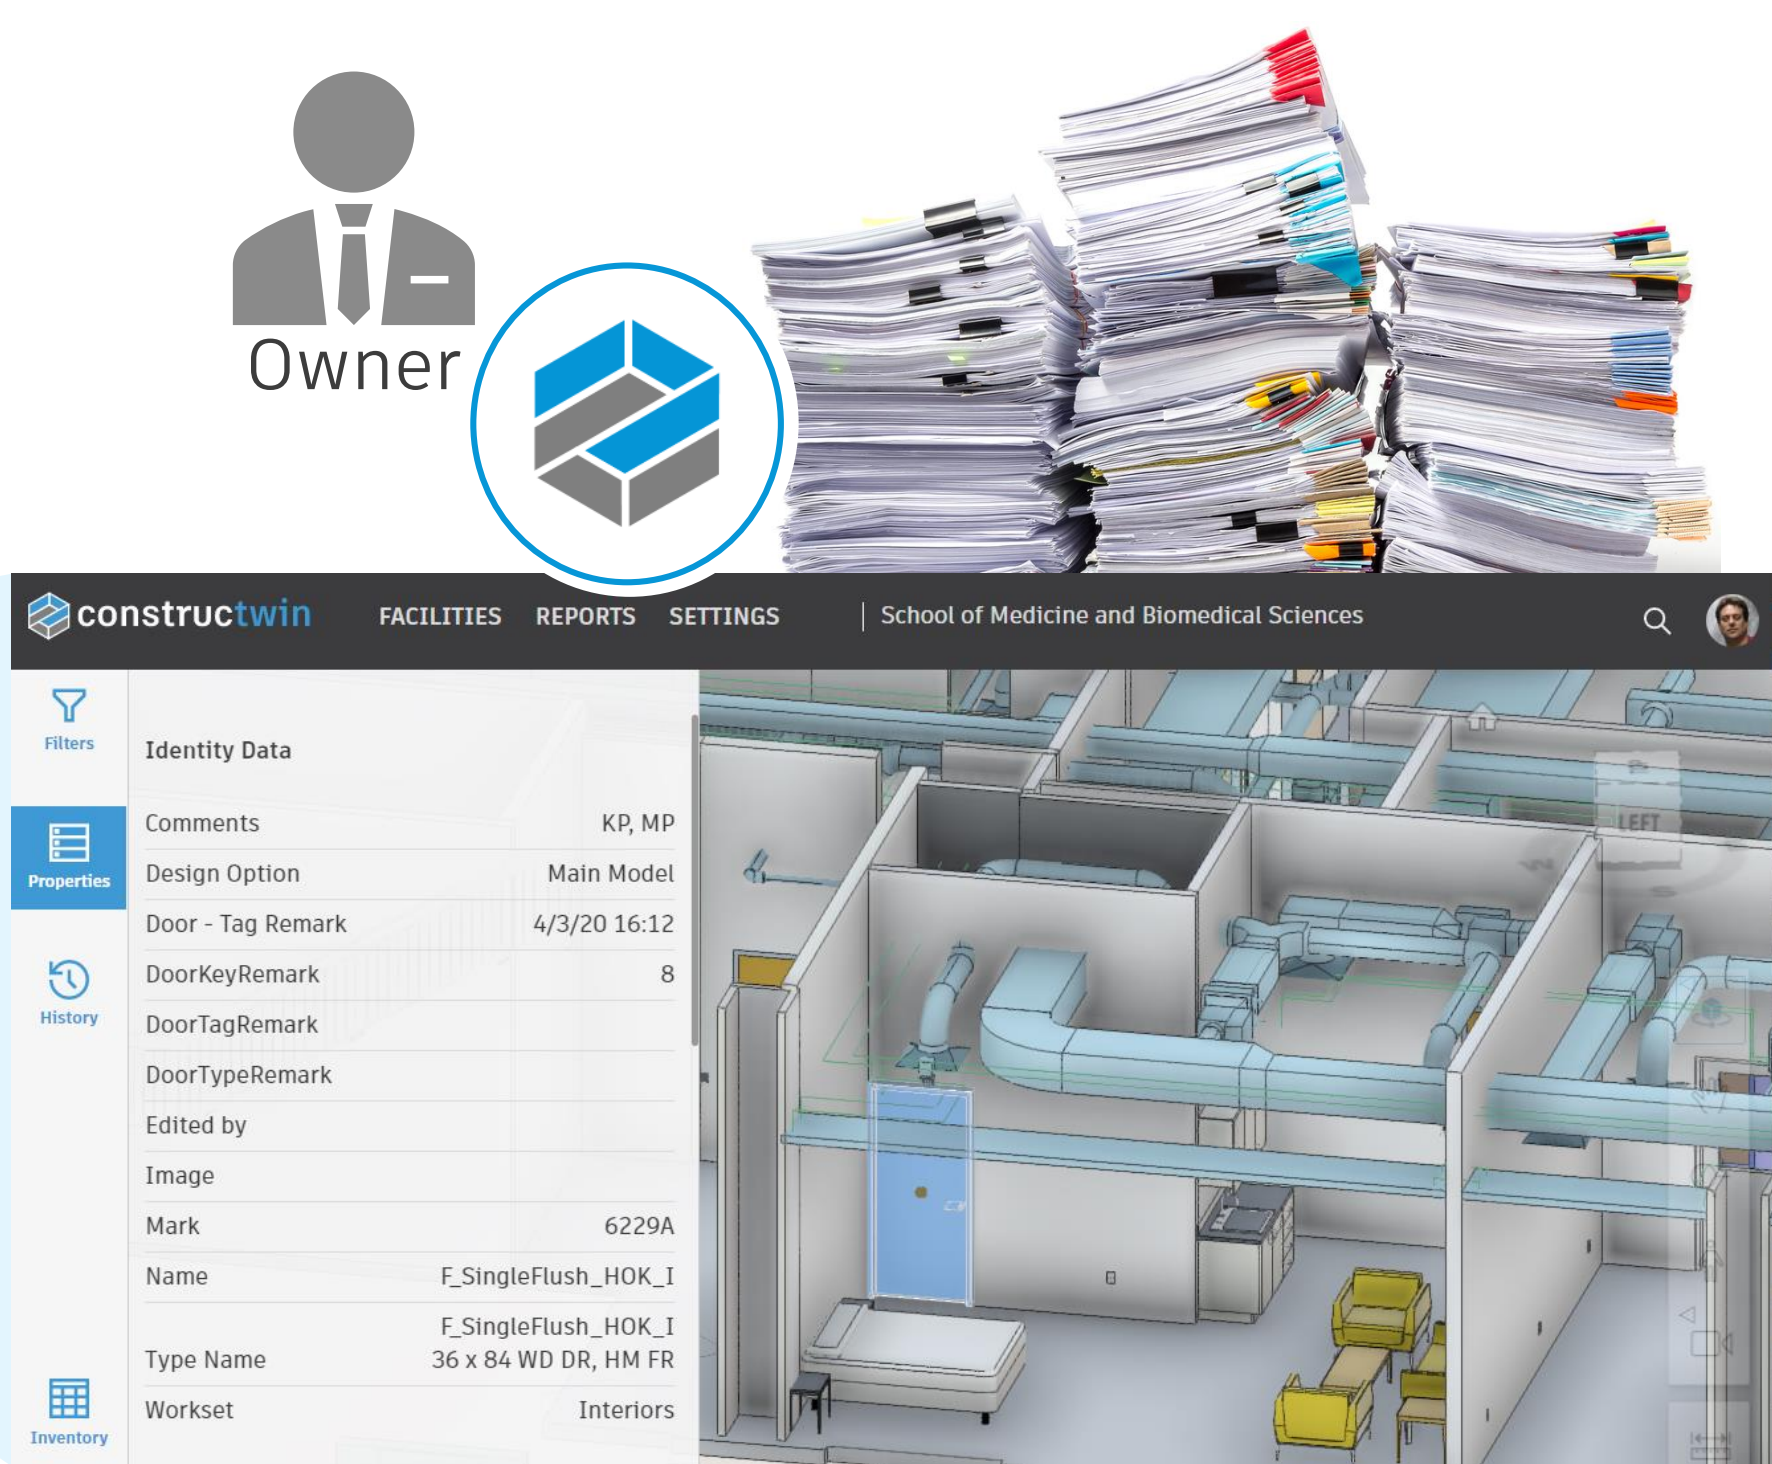 Owner
constructwin FACILITIES REPORTS SETTINGS School of Medicine and Biomedical Sciences
Filters
Properties
History
Inventory
Identity Data
Comments KP, MP
Design Option Main Model
Door - Tag Remark 4/3/20 16:12
DoorKeyRemark 8
DoorTagRemark
DoorTypeRemark
Edited by
Image
Mark 6229A
Name F_SingleFlush_HOK_I
F_SingleFlush_HOK_I
Type Name 36 x 84 WD DR, HM FR
Workset Interiors
LEFT